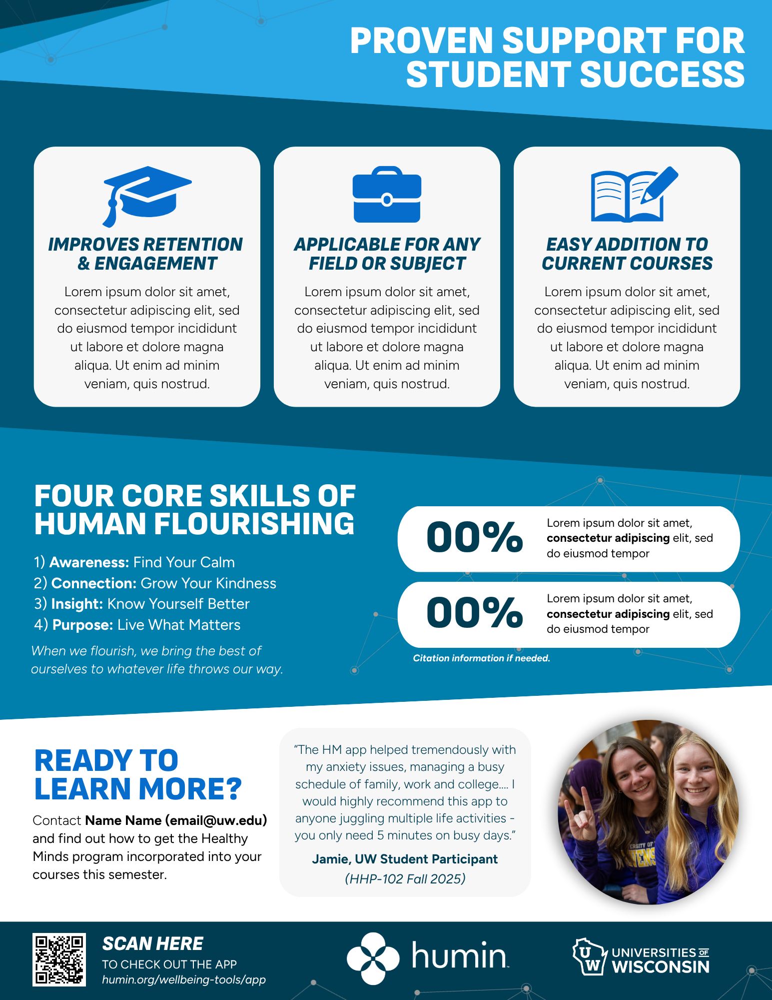 PROVEN SUPPORT FOR
STUDENT SUCCESS
IMPROVES RETENTION
& ENGAGEMENT
Lorem ipsum dolor sit amet,
consectetur adipiscing elit, sed
do eiusmod tempor incididunt
ut labore et dolore magna
aliqua. Ut enim ad minim
veniam, quis nostrud.
APPLICABLE FOR ANY
FIELD OR SUBJECT
Lorem ipsum dolor sit amet,
consectetur adipiscing elit, sed
do eiusmod tempor incididunt
ut labore et dolore magna
aliqua. Ut enim ad minim
veniam, quis nostrud.
EASY ADDITION TO
CURRENT COURSES
Lorem ipsum dolor sit amet,
consectetur adipiscing elit, sed
do eiusmod tempor incididunt
ut labore et dolore magna
aliqua. Ut enim ad minim
veniam, quis nostrud.
FOUR CORE SKILLS OF
HUMAN FLOURISHING
1) Awareness: Find Your Calm
2) Connection: Grow Your Kindness
3) Insight: Know Yourself Better
4) Purpose: Live What Matters
When we flourish, we bring the best of
ourselves to whatever life throws our way.
00%
Lorem ipsum dolor sit amet,
consectetur adipiscing elit, sed
do eiusmod tempor
00%
Lorem ipsum dolor sit amet,
consectetur adipiscing elit, sed
do eiusmod tempor
Citation information if needed.
READY TO
LEARN MORE?
Contact Name Name (email@uw.edu)
and find out how to get the Healthy
Minds program incorporated into your
courses this semester.
“The HM app helped tremendously with
my anxiety issues, managing a busy
schedule of family, work and college.... I
would highly recommend this app to
anyone juggling multiple life activities -
you only need 5 minutes on busy days.”
Jamie, UW Student Participant
(HHP-102 Fall 2025)
SCAN HERE
TO CHECK OUT THE APP
humin.org/wellbeing-tools/app
humin
UW
UNIVERSITIES OF
WISCONSIN